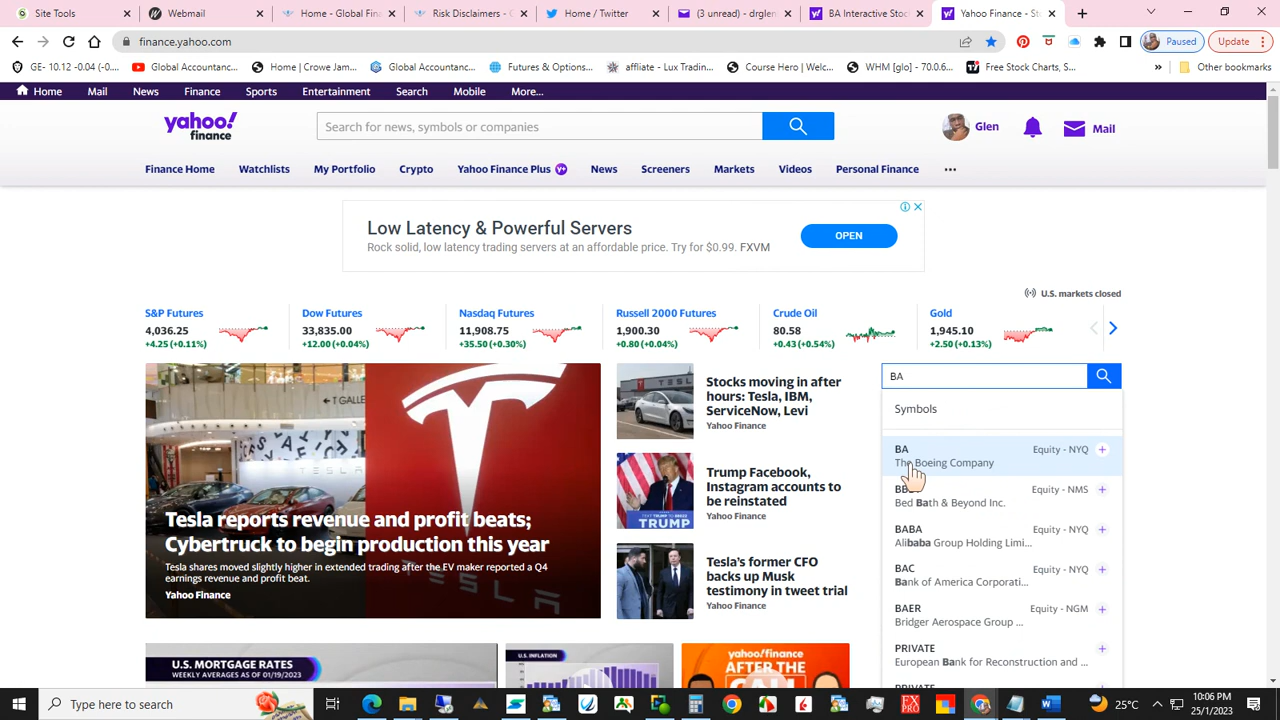 Site Tools
Webmail
Home - Global Fin
Risk Disclaimers - G
Home / Twitter
(3 unread) - drglen
BA Interactive Stoc
Yahoo Finance - St
finance.yahoo.com
Paused
Update
GE- 10.12 -0.04 (-0...
Global Accountanc...
Home | Crowe Jam...
Global Accountanc...
Futures & Options...
affliate - Lux Tradin...
Course Hero | Welc...
WHM [glo] - 70.0.6...
Free Stock Charts, S...
»
Other bookmarks
Home
Mail
News
Finance
Sports
Entertainment
Search
Mobile
More...
yahoo!
finance
Search for news, symbols or companies
Glen
Mail
Finance Home
Watchlists
My Portfolio
Crypto
Yahoo Finance Plus
News
Screeners
Markets
Videos
Personal Finance
Low Latency & Powerful Servers
Rock solid, low latency trading servers at an affordable price. Try for $0.99. FXVM
OPEN
U.S. markets closed
S&P Futures
4,036.25
+4.25 (+0.11%)
Dow Futures
33,835.00
+12.00 (+0.04%)
Nasdaq Futures
11,908.75
+35.50 (+0.30%)
Russell 2000 Futures
1,900.30
+0.80 (+0.04%)
Crude Oil
80.58
+0.43 (+0.54%)
Gold
1,945.10
+2.50 (+0.13%)
GALLE
TESLA
Tesla reports revenue and profit beats;
Cybertruck to begin production this year
Tesla shares moved slightly higher in extended trading after the EV maker reported a Q4
earnings revenue and profit beat.
Yahoo Finance
Stocks moving in after
hours: Tesla, IBM,
ServiceNow, Levi
Yahoo Finance
TRUMP
Trump Facebook,
Instagram accounts to
be reinstated
Yahoo Finance
Tesla's former CFO
backs up Musk
testimony in tweet trial
Yahoo Finance
BA
Symbols
BA
Equity - NYQ
The Boeing Company
Equity - NMS
Bed Bath & Beyond Inc.
BABA
Equity - NYQ
Alibaba Group Holding Limi...
BAC
Equity - NYQ
Bank of America Corporati...
BAER
Equity - NGM
Bridger Aerospace Group ...
PRIVATE
European Bank for Reconstruction and ...
U.S. MORTGAGE RATES
WEEKLY AVERAGES AS OF 01/19/2023
U.S. INFLATION
yahoo!finance
AFTER THE
Type here to search
25°C
10:06 PM
25/1/2023